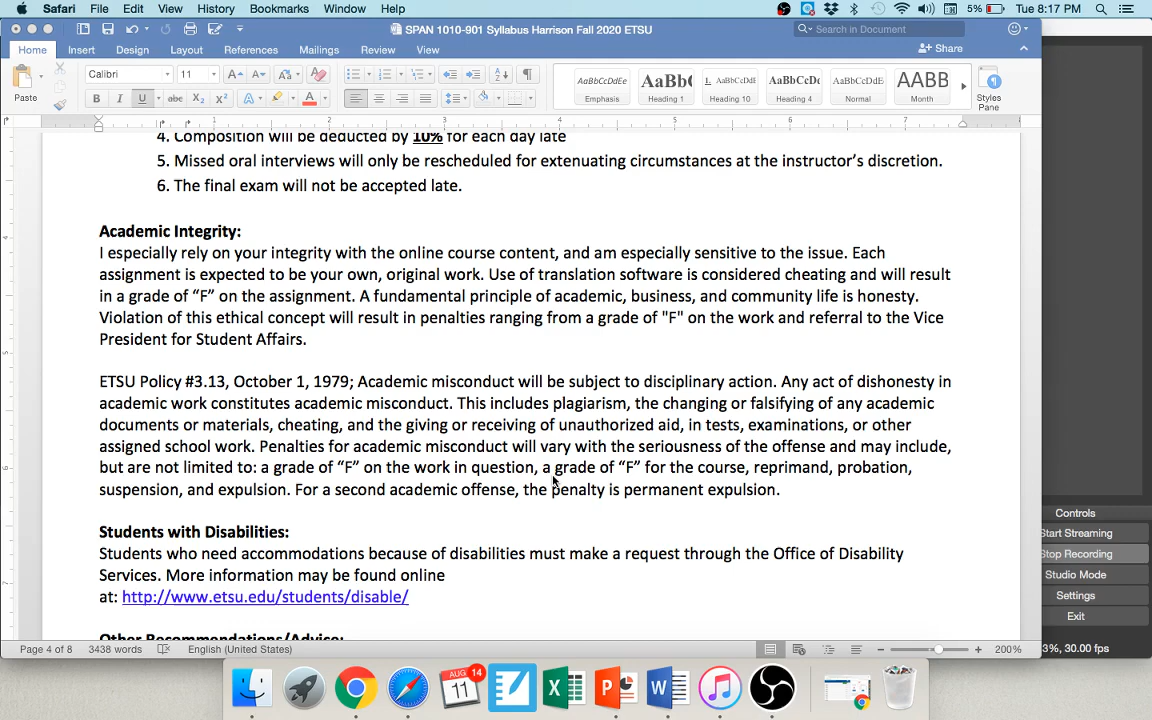 Safari File Edit View History Bookmarks Window Help 5% Tue 8:17 PM
SPAN 1010-901 Syllabus Harrison Fall 2020 ETSU
Search in Document
Home Insert Design Layout References Mailings Review View
Share
Paste
Calibri 11
AaBbCcDdEe AaBbC AaBbCcDd AaBbCcDc AaBbCcDdEe AABB
Emphasis Heading 1 Heading 10 Heading 4 Normal Month
Styles
Pane
4. Composition will be deducted by 10% for each day late
5. Missed oral interviews will only be rescheduled for extenuating circumstances at the instructor’s discretion.
6. The final exam will not be accepted late.
Academic Integrity:
I especially rely on your integrity with the online course content, and am especially sensitive to the issue. Each
assignment is expected to be your own, original work. Use of translation software is considered cheating and will result
in a grade of “F” on the assignment. A fundamental principle of academic, business, and community life is honesty.
Violation of this ethical concept will result in penalties ranging from a grade of "F" on the work and referral to the Vice
President for Student Affairs.
ETSU Policy #3.13, October 1, 1979; Academic misconduct will be subject to disciplinary action. Any act of dishonesty in
academic work constitutes academic misconduct. This includes plagiarism, the changing or falsifying of any academic
documents or materials, cheating, and the giving or receiving of unauthorized aid, in tests, examinations, or other
assigned school work. Penalties for academic misconduct will vary with the seriousness of the offense and may include,
but are not limited to: a grade of “F” on the work in question, a grade of “F” for the course, reprimand, probation,
suspension, and expulsion. For a second academic offense, the penalty is permanent expulsion.
Students with Disabilities:
Students who need accommodations because of disabilities must make a request through the Office of Disability
Services. More information may be found online
at: http://www.etsu.edu/students/disable/
Other Recommendations/Advice:
Page 4 of 8 3438 words English (United States) 200%
Controls
Start Streaming
Stop Recording
Studio Mode
Settings
Exit
3%, 30.00 fps
AUG 14
11